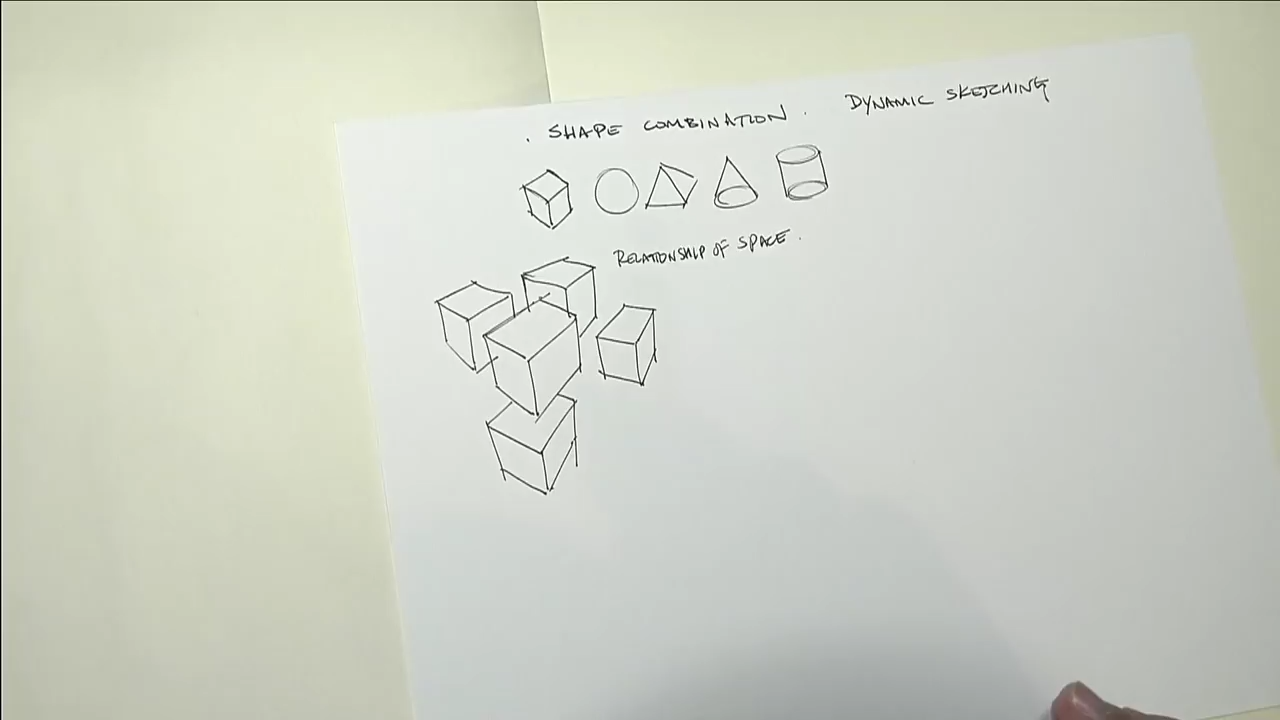 . SHAPE COMBINATION . DYNAMIC SKETCHING
RELATIONSHIP OF SPACE .